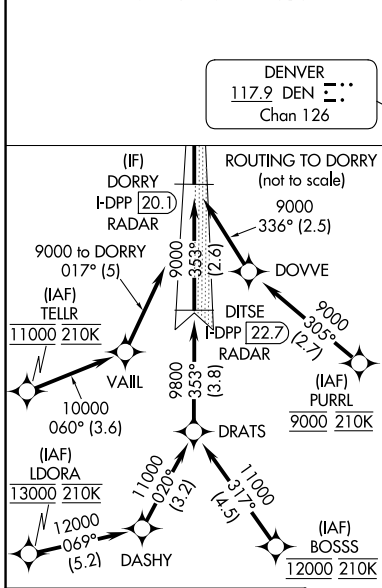 DENVER
117.9 DEN
Chan 126
(IF)
DORRY
I-DPP 20.1
RADAR
ROUTING TO DORRY
(not to scale)
9000
336° (2.5)
9000 to DORRY
017° (5)
9000
353°
(2.6)
DOVVE
(IAF)
TELLR
11000 210K
DITSE
I-DPP 22.7
RADAR
9000
305°
(2.7)
VAIIL
10000
060° (3.6)
9800
353°
(3.8)
(IAF)
PURRL
9000 210K
DRATS
(IAF)
LDORA
13000 210K
11000
020°
(3.2)
11000
317°
(4.5)
12000
069°
(5.2)
DASHY
(IAF)
BOSSS
12000 210K